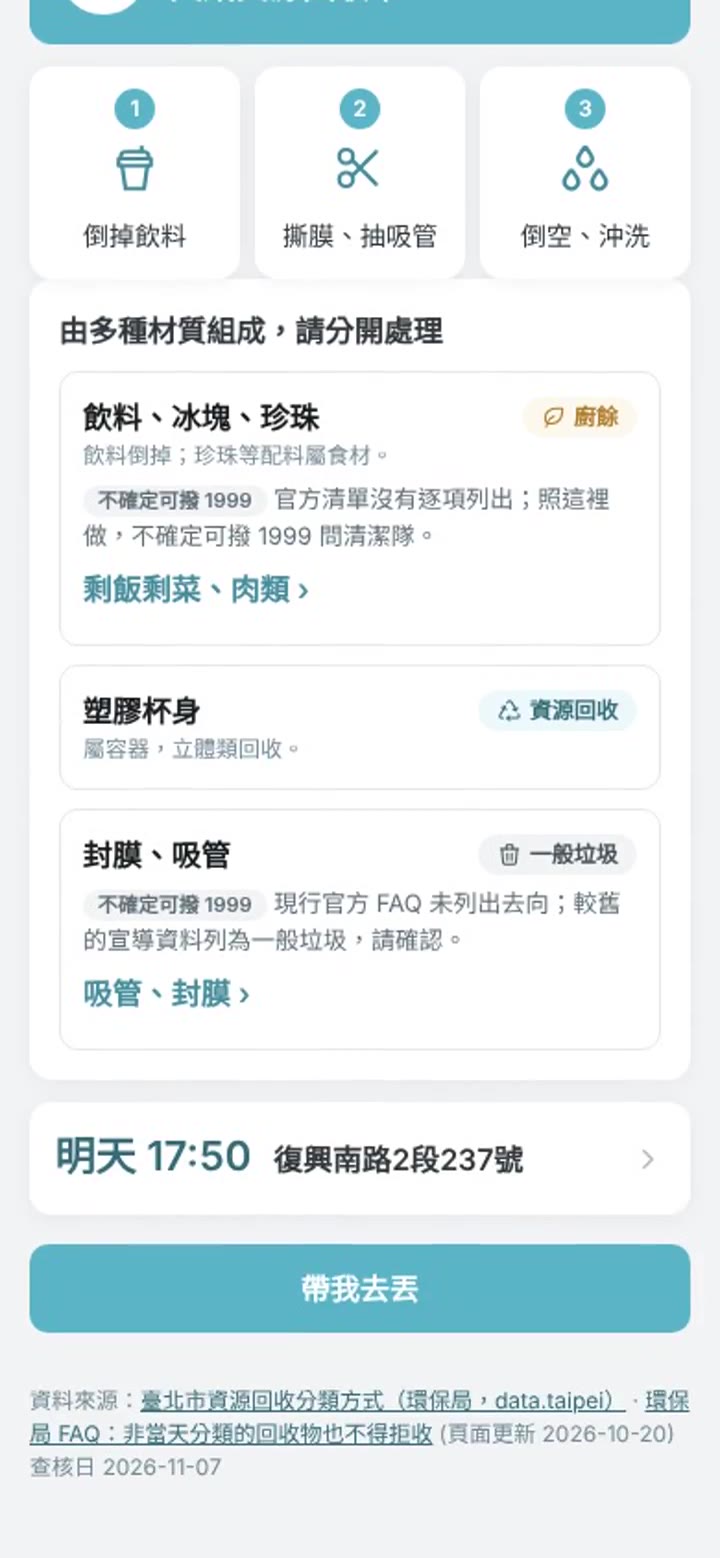 1
2
3
倒掉飲料
撕膜、抽吸管
倒空、沖洗
由多種材質組成，請分開處理
飲料、冰塊、珍珠
廚餘
飲料倒掉；珍珠等配料屬食材。
不確定可撥 1999 官方清單沒有逐項列出；照這裡
做，不確定可撥 1999 問清潔隊。
剩飯剩菜、肉類 ›
塑膠杯身
資源回收
屬容器，立體類回收。
封膜、吸管
一般垃圾
不確定可撥 1999 現行官方 FAQ 未列出去向；較舊
的宣導資料列為一般垃圾，請確認。
吸管、封膜 ›
明天 17:50 復興南路2段237號
帶我去丟
資料來源：臺北市資源回收分類方式（環保局，data.taipei） · 環保
局 FAQ：非當天分類的回收物也不得拒收 (頁面更新 2026-10-20)
查核日 2026-11-07